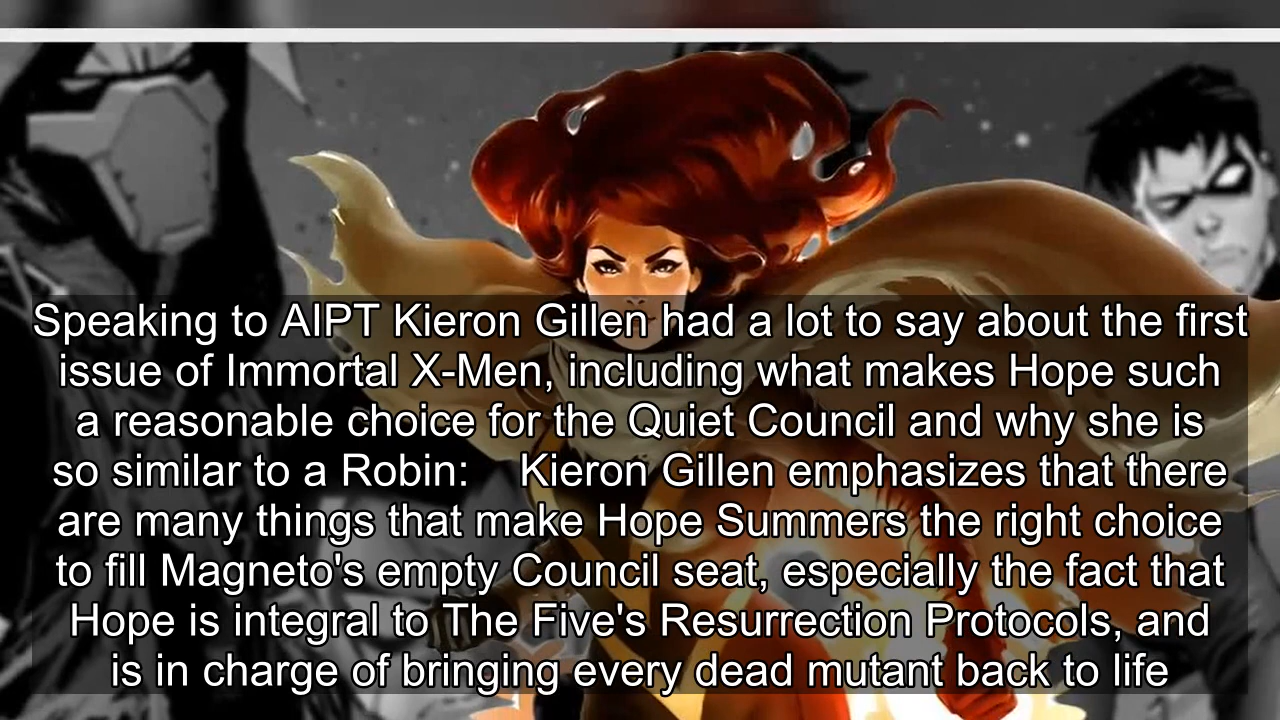 Speaking to AIPT Kieron Gillen had a lot to say about the first
issue of Immortal X-Men, including what makes Hope such
a reasonable choice for the Quiet Council and why she is
so similar to a Robin: Kieron Gillen emphasizes that there
are many things that make Hope Summers the right choice
to fill Magneto's empty Council seat, especially the fact that
Hope is integral to The Five's Resurrection Protocols, and
is in charge of bringing every dead mutant back to life